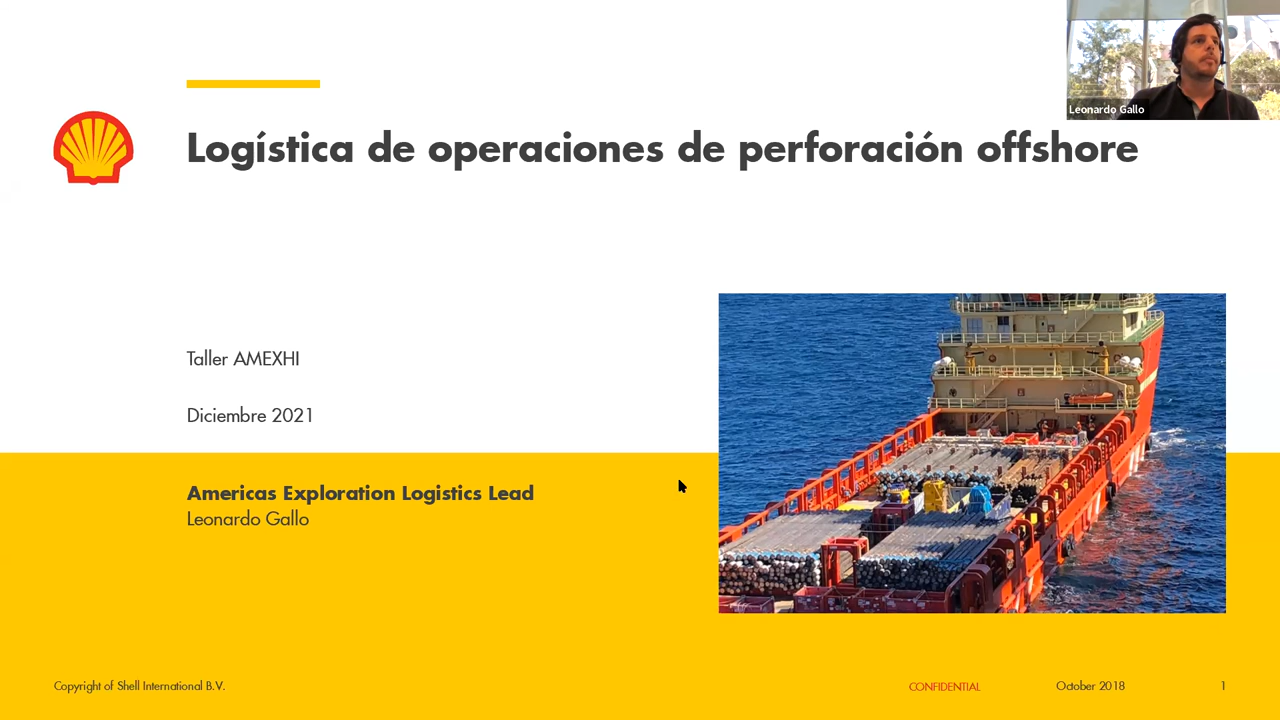 Leonardo Gallo
Logística de operaciones de perforación offshore
Taller AMEXHI
Diciembre 2021
Americas Exploration Logistics Lead
Leonardo Gallo
Copyright of Shell International B.V.
CONFIDENTIAL
October 2018
1